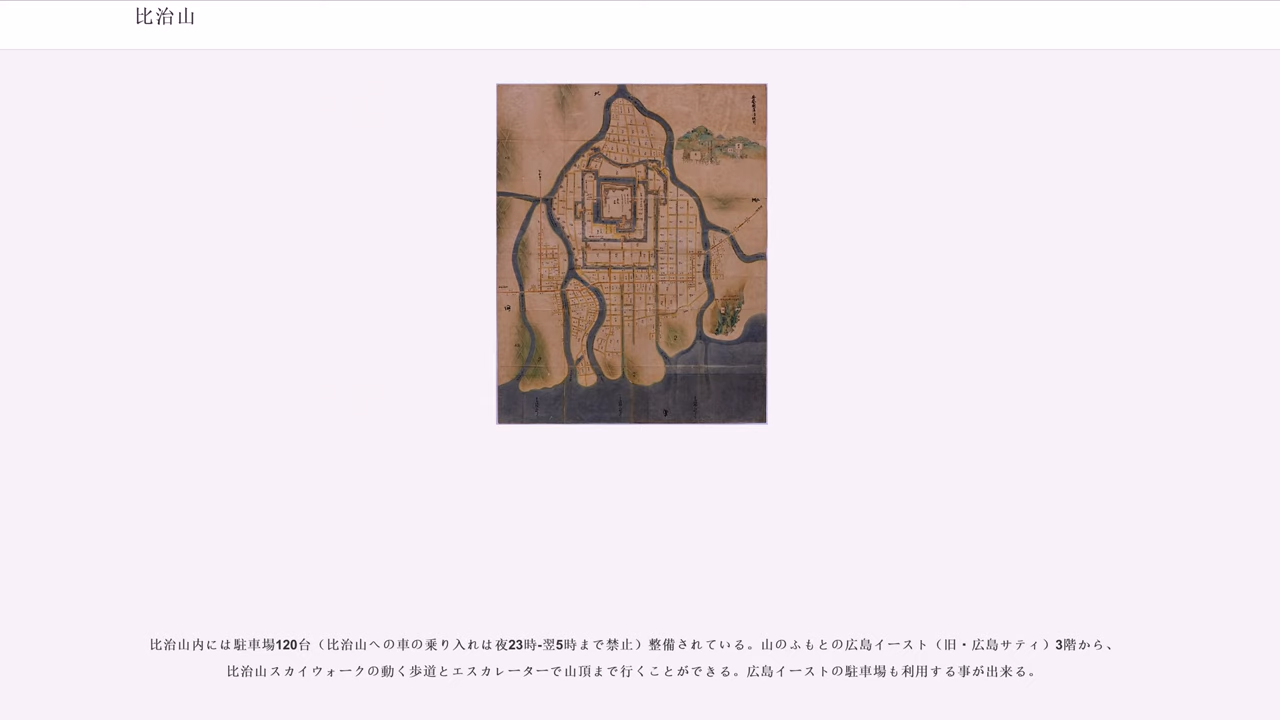 比治山
比治山内には駐車場120台（比治山への車の乗り入れは夜23時-翌5時まで禁止）整備されている。山のふもとの広島イースト（旧・広島サティ）3階から、
比治山スカイウォークの動く歩道とエスカレーターで山頂まで行くことができる。広島イーストの駐車場も利用する事が出来る。